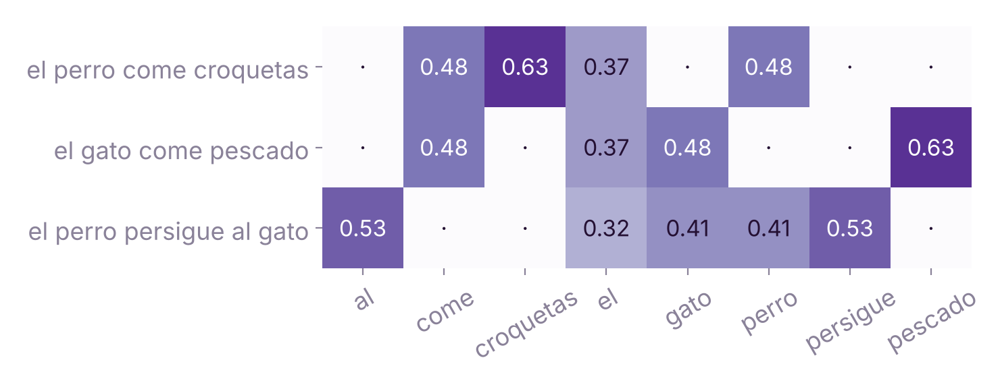 el perro come croquetas · 0.48 0.63 0.37 · 0.48 · ·
el gato come pescado · 0.48 · 0.37 0.48 · · 0.63
el perro persigue al gato 0.53 · · 0.32 0.41 0.41 0.53 ·
al come croquetas el gato perro persigue pescado